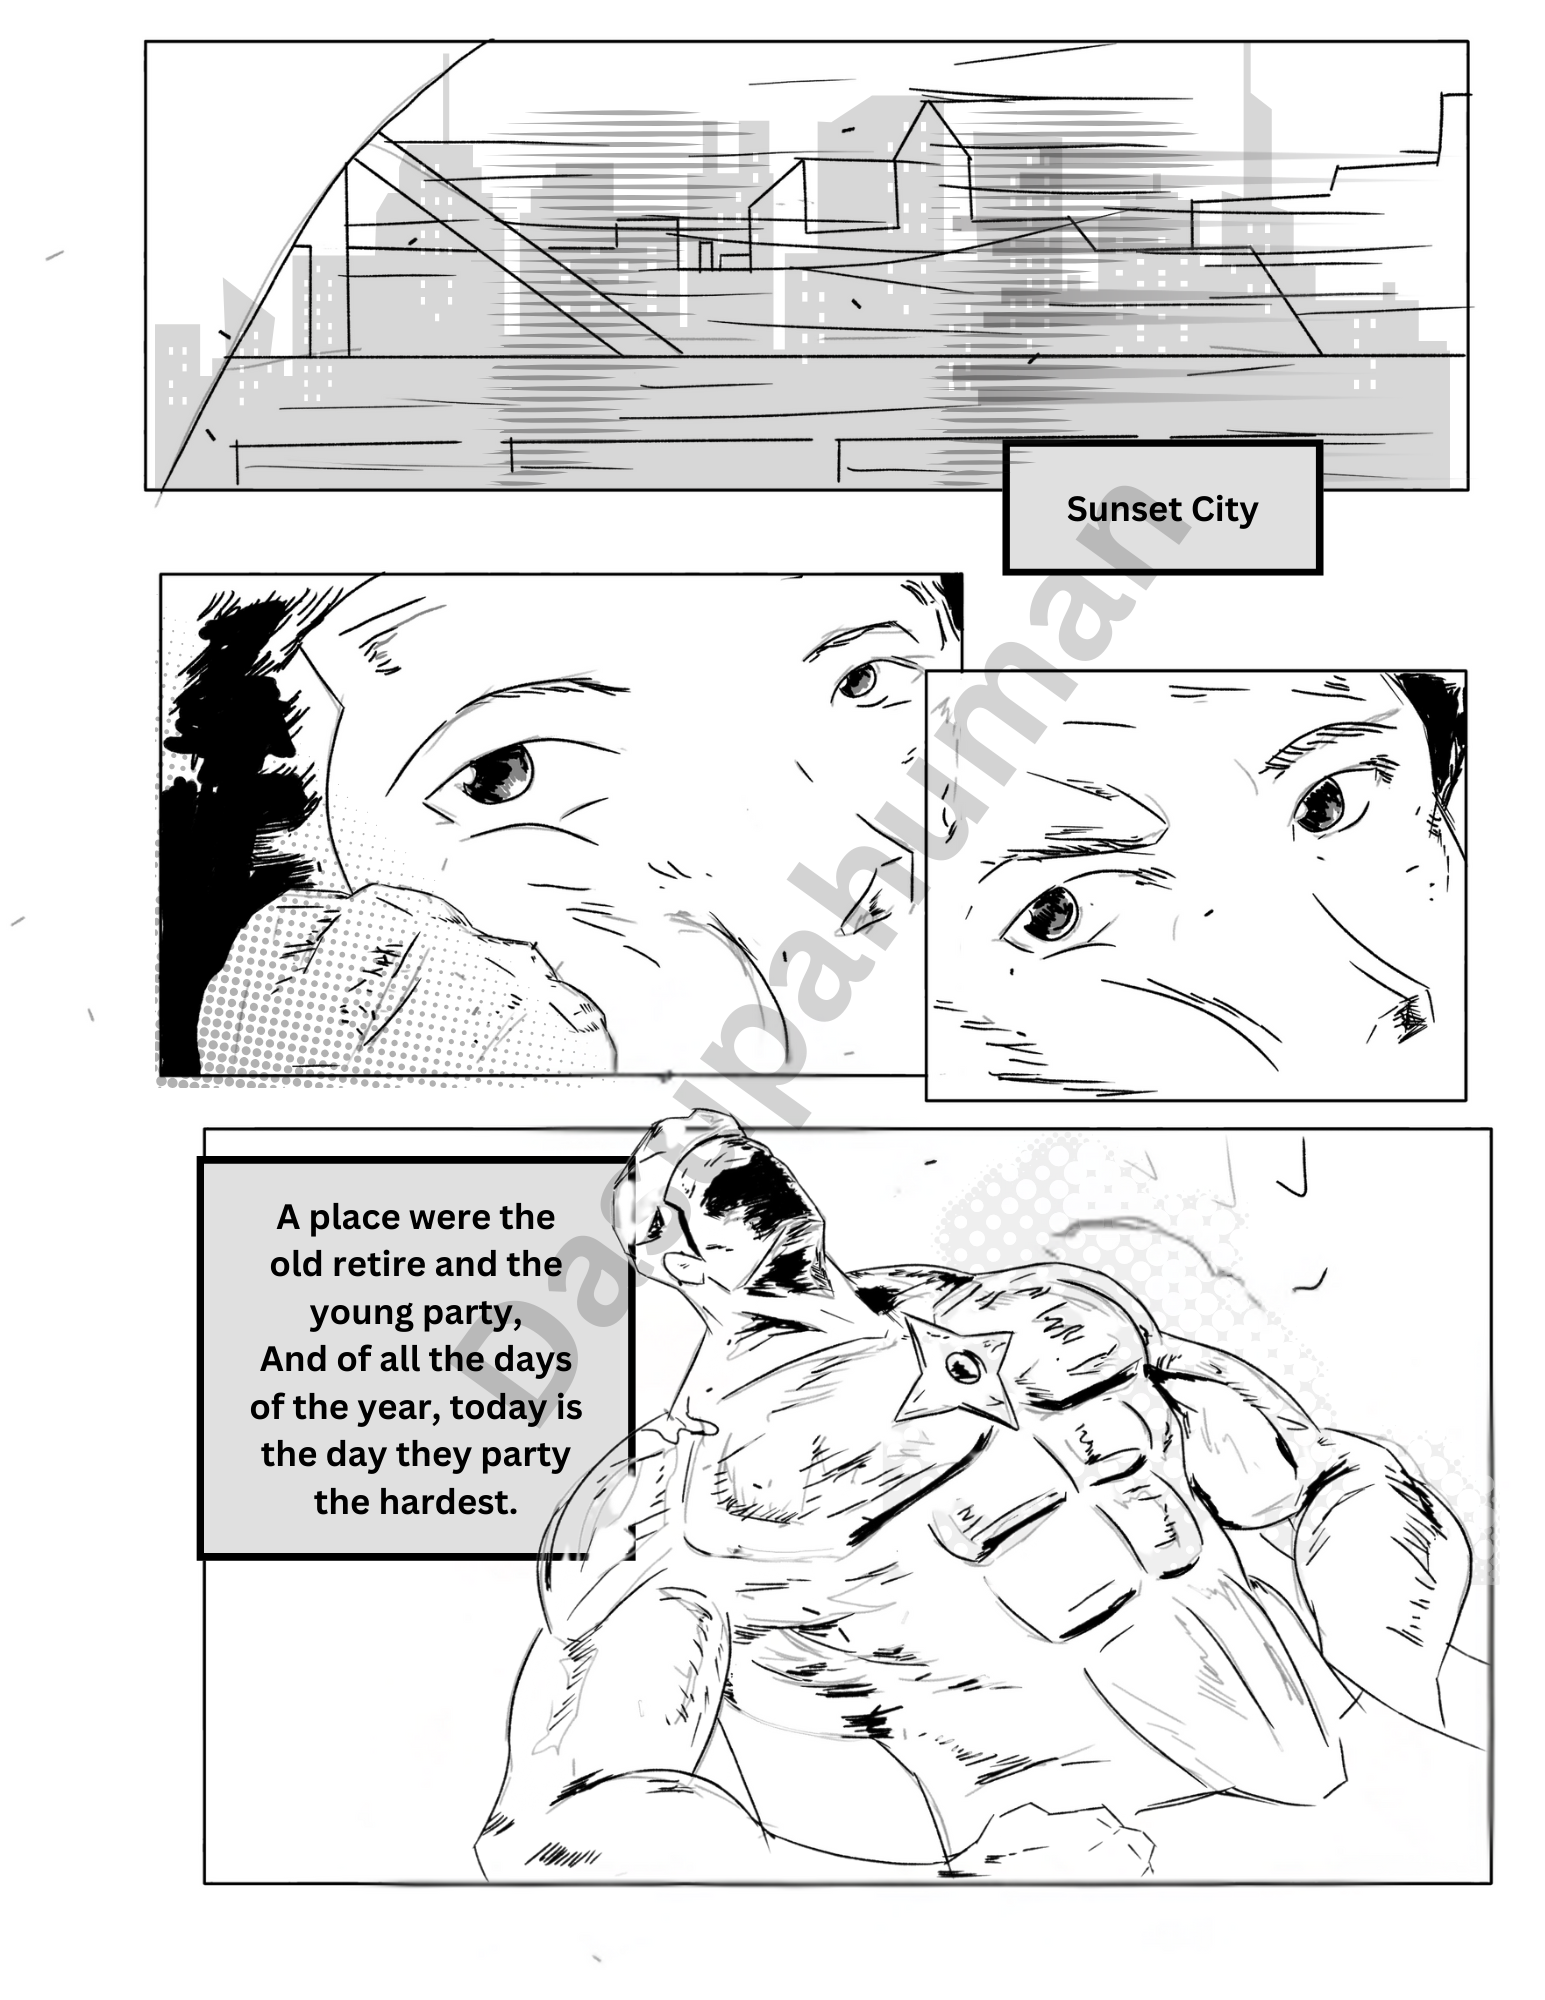 Sunset City
Dasupahuman
A place were the
old retire and the
young party,
And of all the days
of the year, today is
the day they party
the hardest.